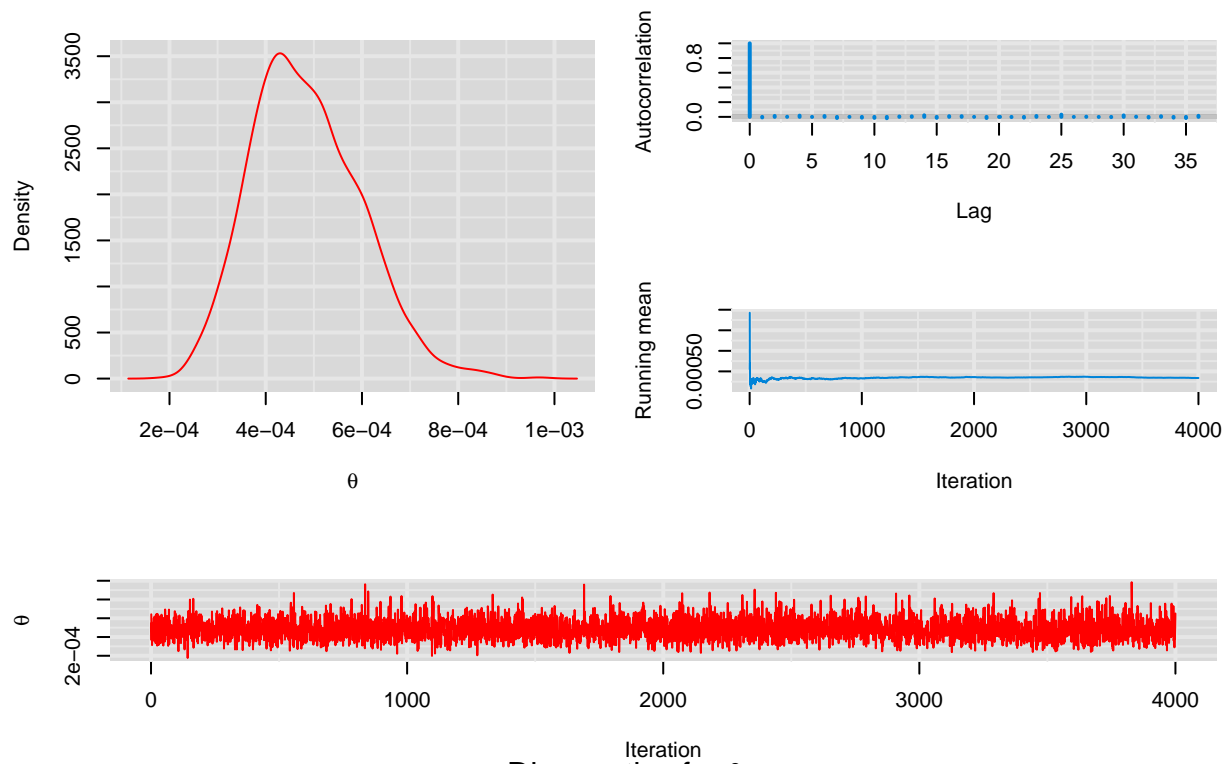 Density
0 500 1500 2500 3500
2e−04 4e−04 6e−04 8e−04 1e−03
θ
Autocorrelation
0.0 0.8
0 5 10 15 20 25 30 35
Lag
Running mean
0.00050
0 1000 2000 3000 4000
Iteration
θ
2e−04
0 1000 2000 3000 4000
Iteration